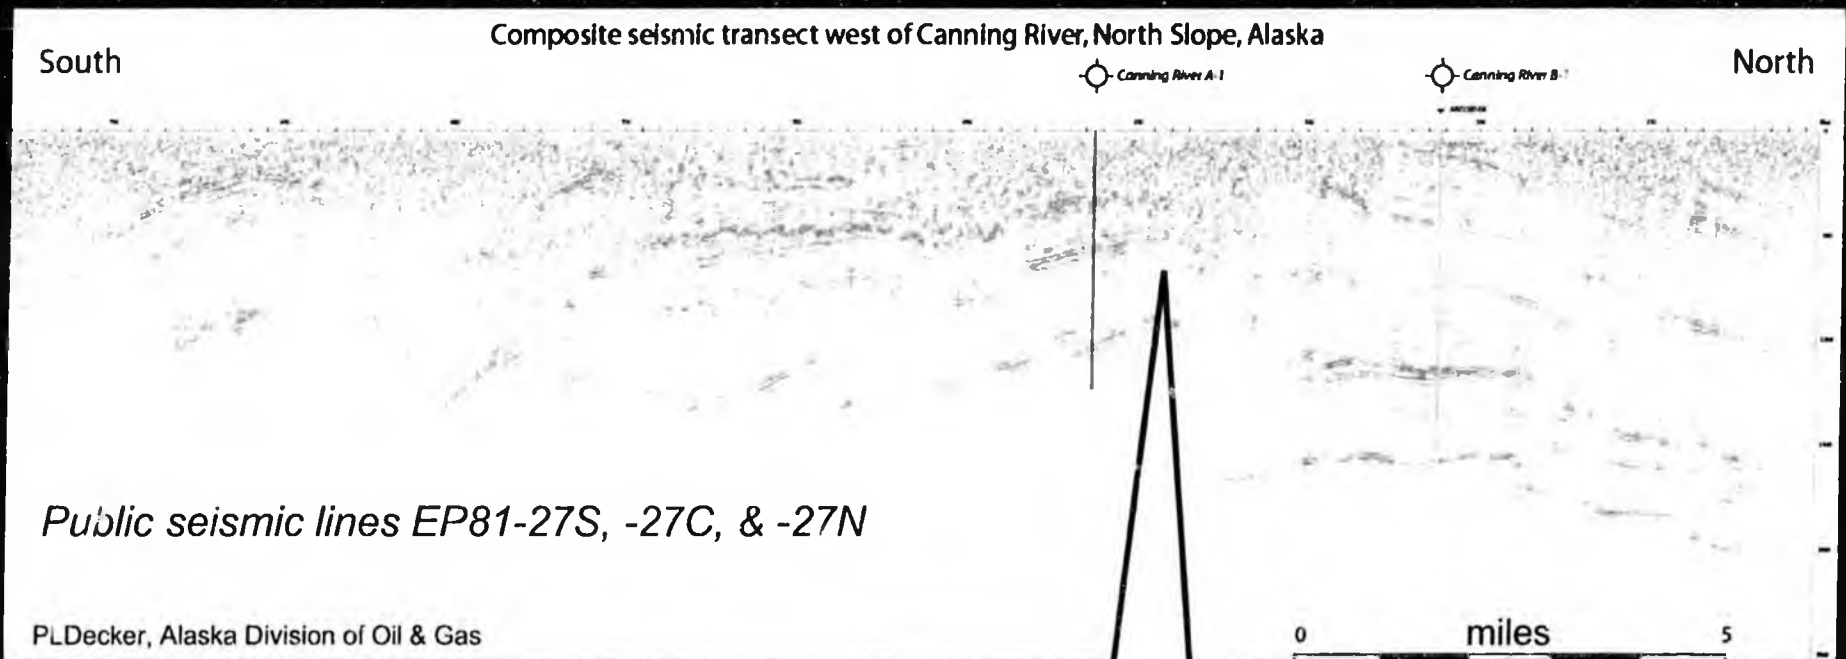 Composite seismic transect west of Canning River, North Slope, Alaska
South
North
Canning River A-1
Canning River B-
Public seismic lines EP81-27S, -27C, & -27N
PLDecker, Alaska Division of Oil & Gas
0 miles 5